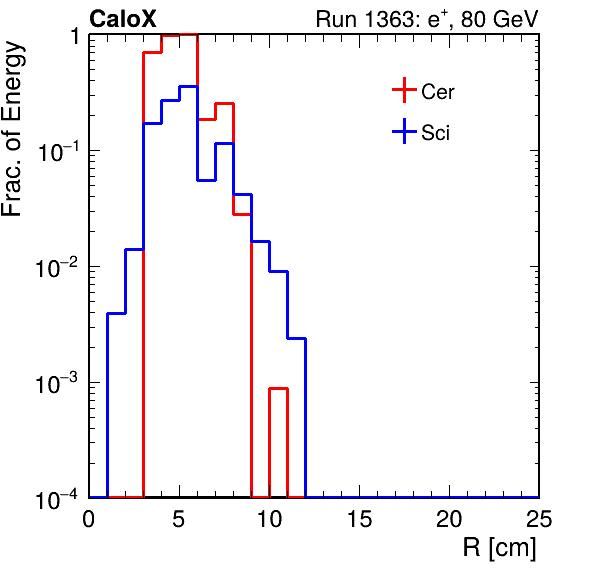 CaloX Run 1363: e⁺, 80 GeV
Frac. of Energy
1
10⁻¹
10⁻²
10⁻³
10⁻⁴
Cer
Sci
0 5 10 15 20 25
R [cm]